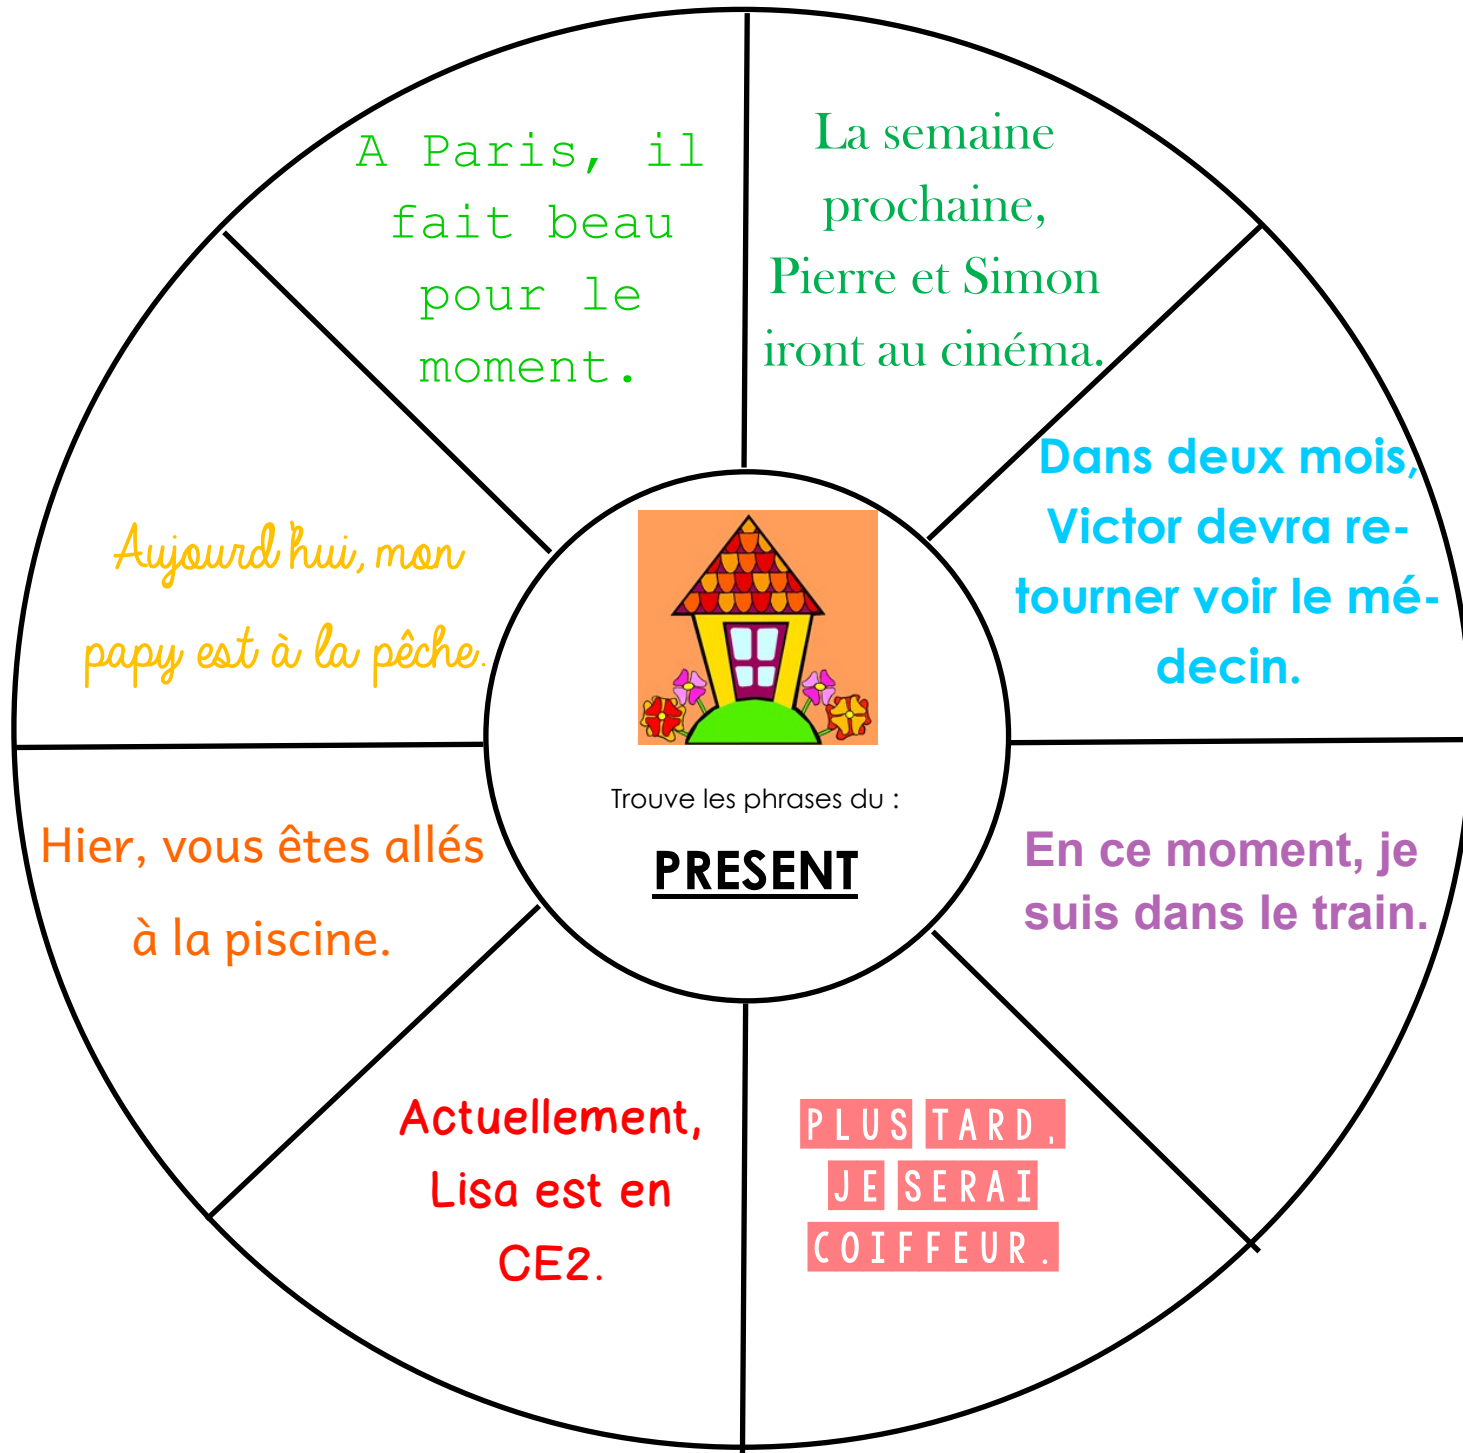 A Paris, il
fait beau
pour le
moment.
La semaine
prochaine,
Pierre et Simon
iront au cinéma.
Dans deux mois,
Victor devra re-
tourner voir le mé-
decin.
En ce moment, je
suis dans le train.
PLUS TARD,
JE SERAI
COIFFEUR.
Actuellement,
Lisa est en
CE2.
Hier, vous êtes allés
à la piscine.
Aujourd'hui, mon
papy est à la pêche.
Trouve les phrases du :
PRESENT